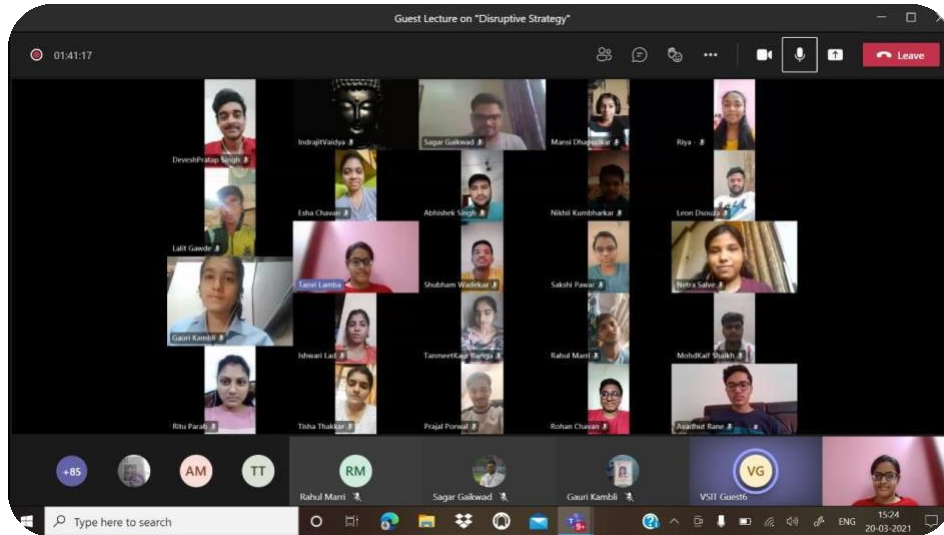 Guest Lecture on "Disruptive Strategy"
01:41:17
Leave
DeveshPratap Singh
IndrajitVaidya
Sagar Gaikwad
Mansi Dhapuskar
Riya -
Lalit Gawde
Esha Chavan
Abhishek Singh
Nikhil Kumbharkar
Leon Dsouza
Gauri Kambli
Tanvi Lamba
Shubham Wadekar
Sakshi Pawar
Netra Salve
Ishwari Lad
TanmeetKaur Banga
Rahul Marri
MohdKaif Shaikh
Ritu Parab
Tisha Thakkar
Prajal Porwal
Rohan Chavan
Avadhut Rane
+85
AM
TT
RM
VG
Rahul Marri
Sagar Gaikwad
Gauri Kambli
VSIT Guest6
Type here to search
9+
ENG
15:24
20-03-2021